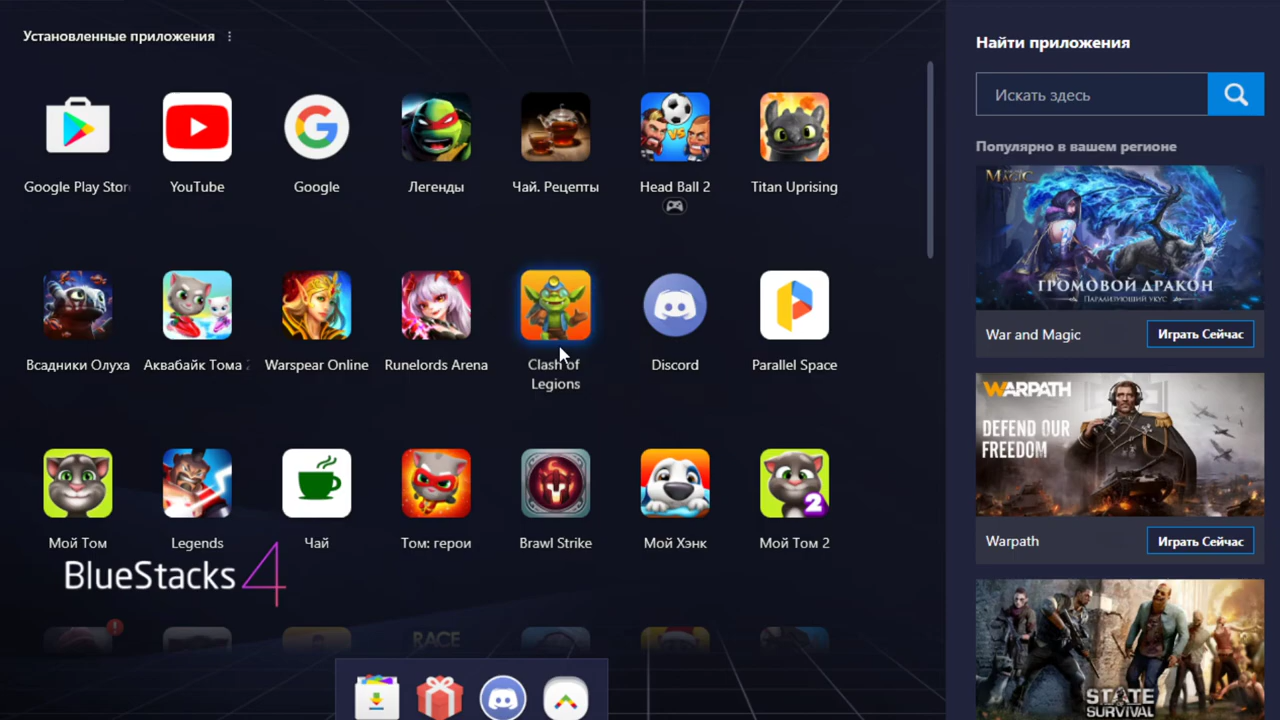 Установленные приложения
Google Play Stor
YouTube
Google
Легенды
Чай. Рецепты
Head Ball 2
Titan Uprising
Всадники Олуха
Аквабайк Тома 2
Warspear Online
Runelords Arena
Clash of
Legions
Discord
Parallel Space
Мой Том
Legends
Чай
Том: герои
Brawl Strike
Мой Хэнк
2
Мой Том 2
BlueStacks 4
RACE
Найти приложения
Искать здесь
Популярно в вашем регионе
MAGIC
ГРОМОВОЙ ДРАКОН
ПАРАЛИЗУЮЩИЙ УКУС
War and Magic
Играть Сейчас
WARPATH
DEFEND OUR
FREEDOM
Warpath
Играть Сейчас
STATE
SURVIVAL